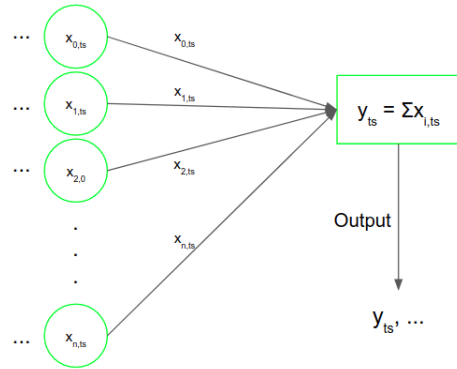 ... x0,ts x0,ts
... x1,ts x1,ts yts = Σxi,ts
... x2,0 x2,ts
.
.
.
Output
xn,ts
... xn,ts
yts, ...